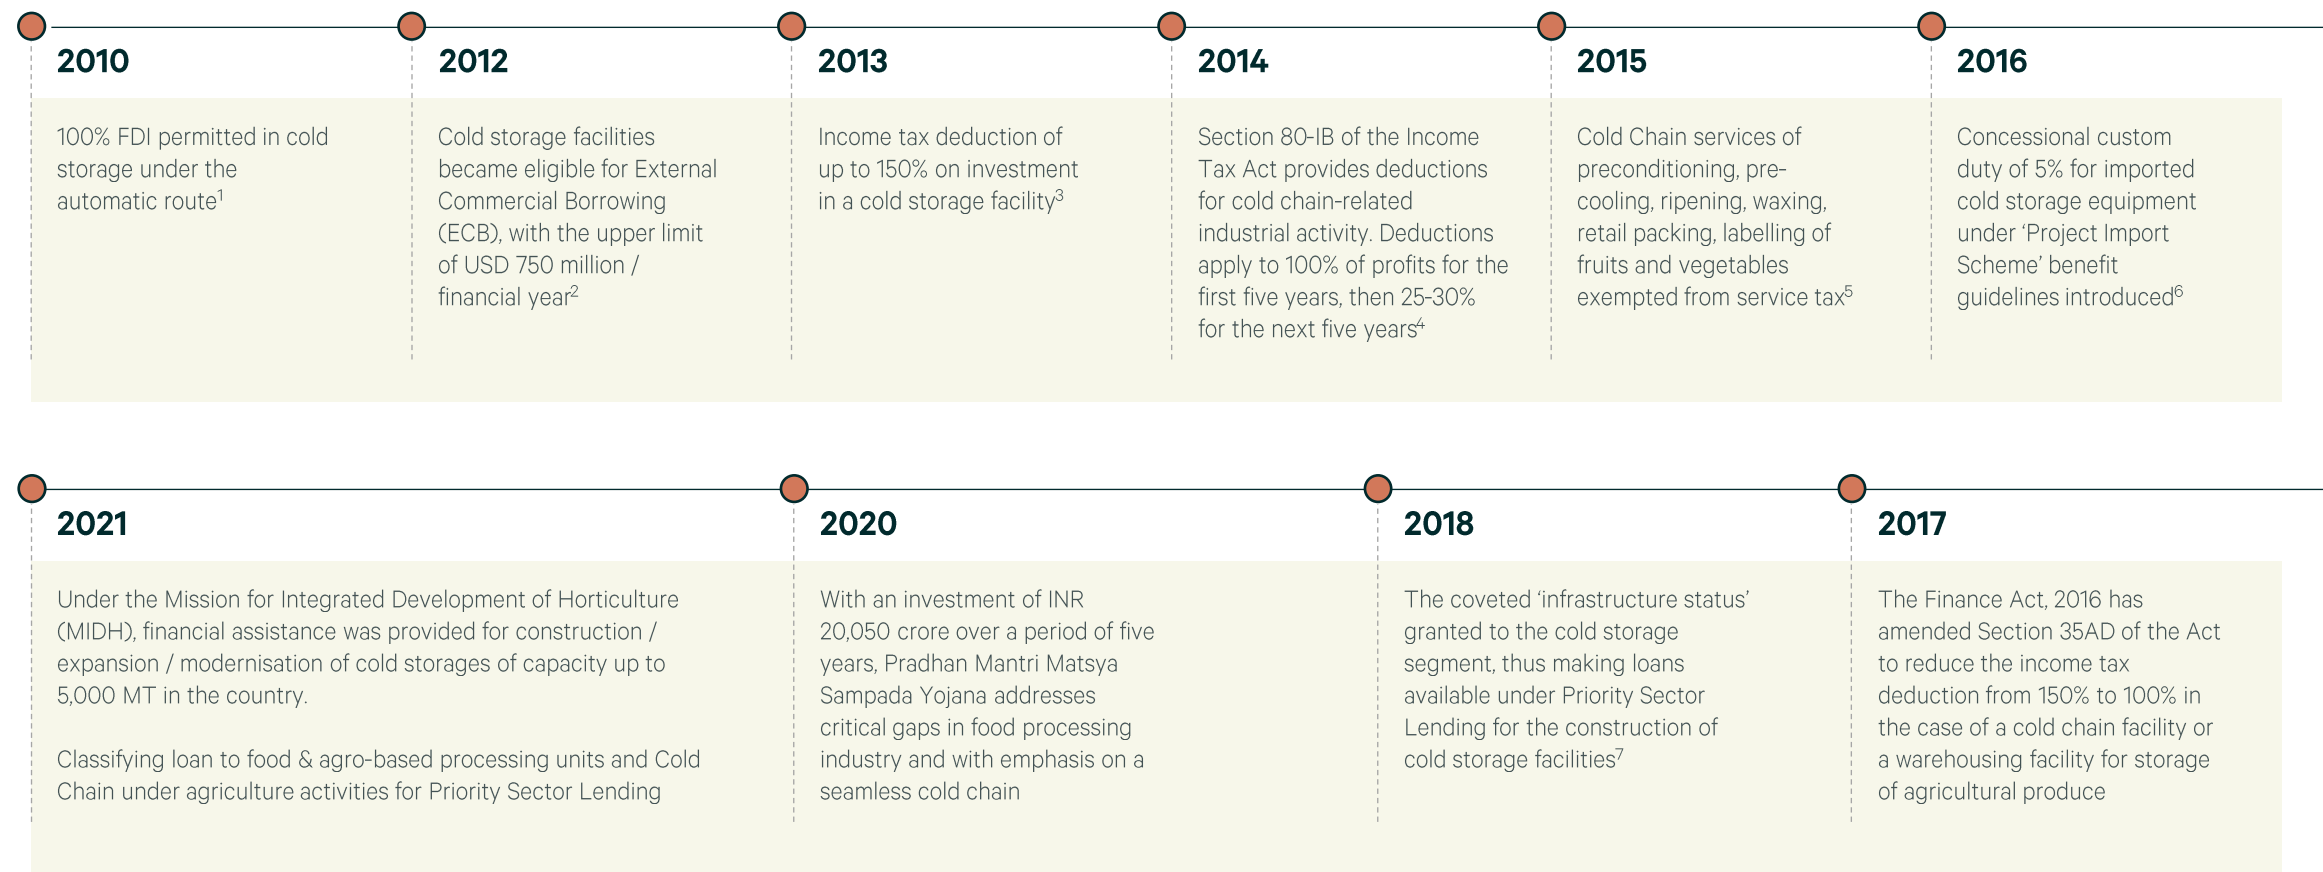 2010
100% FDI permitted in cold
storage under the
automatic route1
2012
Cold storage facilities
became eligible for External
Commercial Borrowing
(ECB), with the upper limit
of USD 750 million /
financial year2
2013
Income tax deduction of
up to 150% on investment
in a cold storage facility3
2014
Section 80-IB of the Income
Tax Act provides deductions
for cold chain-related
industrial activity. Deductions
apply to 100% of profits for the
first five years, then 25-30%
for the next five years4
2015
Cold Chain services of
preconditioning, pre-
cooling, ripening, waxing,
retail packing, labelling of
fruits and vegetables
exempted from service tax5
2016
Concessional custom
duty of 5% for imported
cold storage equipment
under ‘Project Import
Scheme’ benefit
guidelines introduced6
2021
Under the Mission for Integrated Development of Horticulture
(MIDH), financial assistance was provided for construction /
expansion / modernisation of cold storages of capacity up to
5,000 MT in the country.
Classifying loan to food & agro-based processing units and Cold
Chain under agriculture activities for Priority Sector Lending
2020
With an investment of INR
20,050 crore over a period of five
years, Pradhan Mantri Matsya
Sampada Yojana addresses
critical gaps in food processing
industry and with emphasis on a
seamless cold chain
2018
The coveted ‘infrastructure status’
granted to the cold storage
segment, thus making loans
available under Priority Sector
Lending for the construction of
cold storage facilities7
2017
The Finance Act, 2016 has
amended Section 35AD of the Act
to reduce the income tax
deduction from 150% to 100% in
the case of a cold chain facility or
a warehousing facility for storage
of agricultural produce